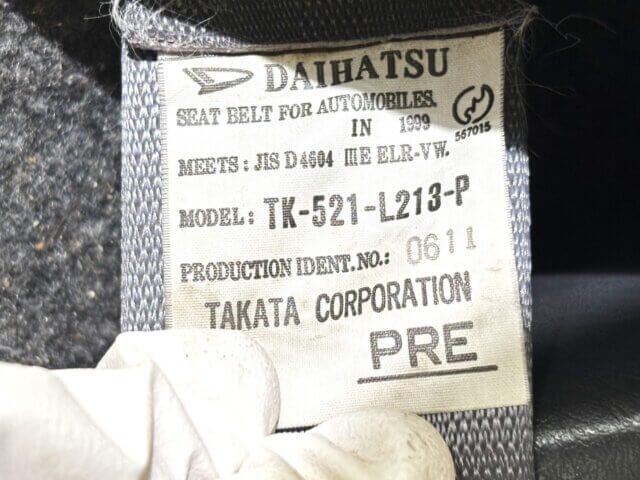 DAIHATSU
SEAT BELT FOR AUTOMOBILES.
IN 1999
567015
MEETS: JIS D4604 ⅢE ELR-VW.
MODEL: TK-521-L213-P
PRODUCTION IDENT.NO.: 0611
TAKATA CORPORATION
PRE